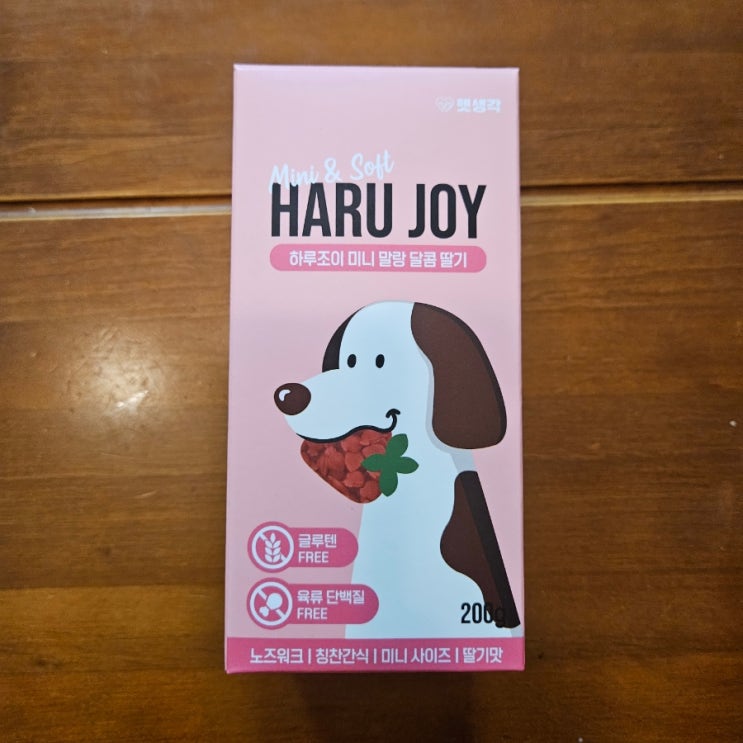 펫생각
Mini & Soft
HARU JOY
하루조이 미니 말랑 달콤 딸기
글루텐
FREE
육류 단백질
FREE
200g
노즈워크 | 칭찬간식 | 미니 사이즈 | 딸기맛